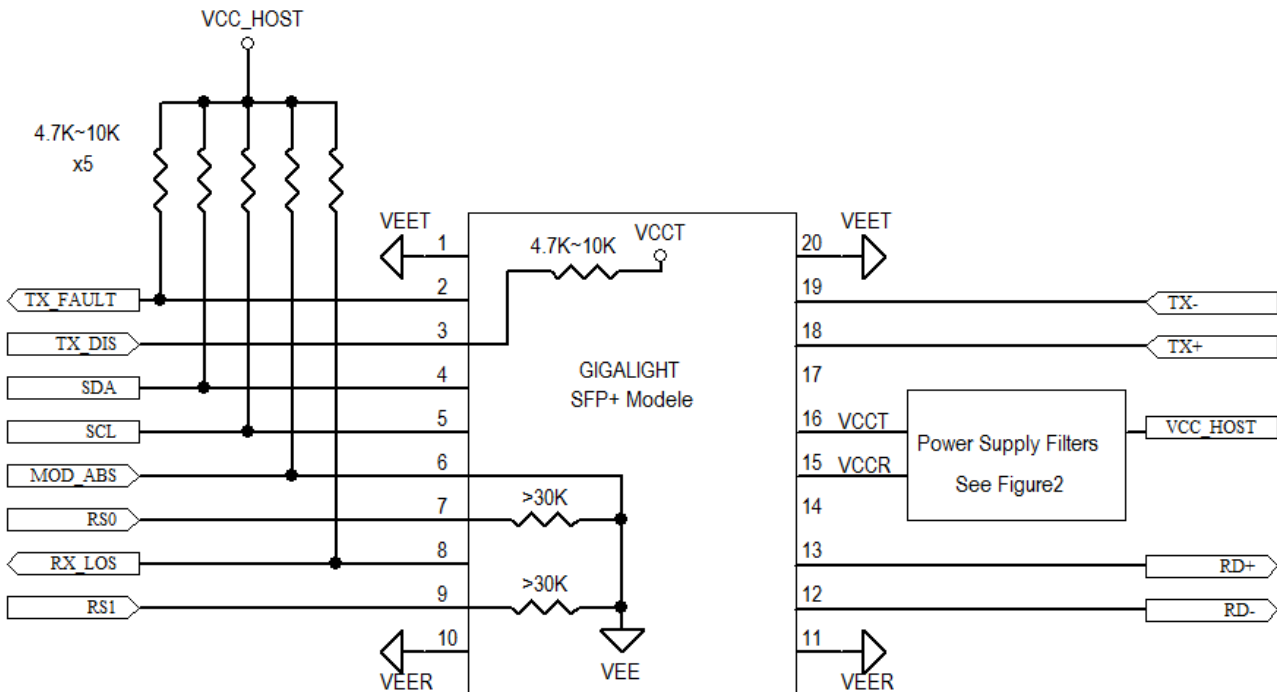 VCC_HOST
4.7K~10K
x5
VEET
1
4.7K~10K
VCCT
20
VEET
TX_FAULT
2
19
TX-
TX_DIS
3
18
TX+
SDA
4
GIGALIGHT
SFP+ Modele
17
SCL
5
16
VCCT
Power Supply Filters
See Figure2
VCC_HOST
MOD_ABS
6
15
VCCR
RS0
7
>30K
14
RX_LOS
8
13
RD+
RS1
9
>30K
12
RD-
10
VEER
VEE
11
VEER